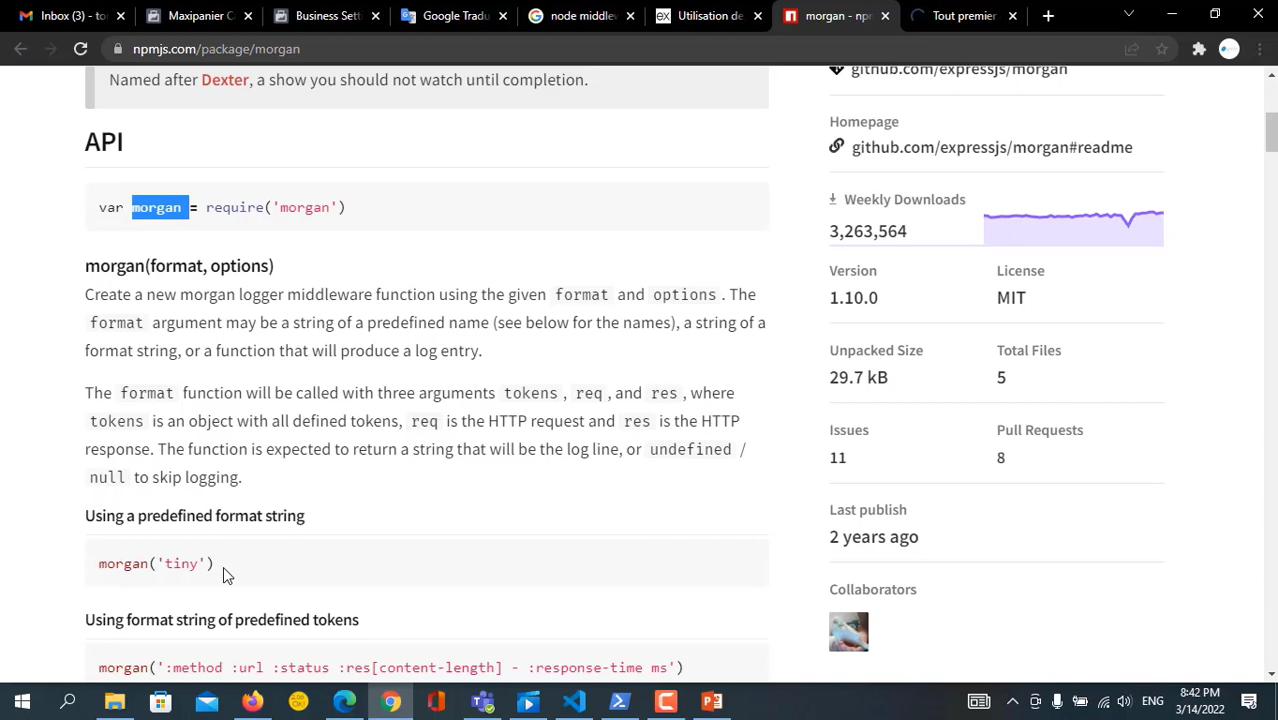 Inbox (1) - tons
Maxipanier Co
Business Sett
Google Tradu
node middlew
ex Utilisation de
morgan - npm
Tout premier
npmjs.com/package/morgan
Named after Dexter, a show you should not watch until completion.
API
var morgan = require('morgan')
morgan(format, options)
Create a new morgan logger middleware function using the given format and options . The
format argument may be a string of a predefined name (see below for the names), a string of a
format string, or a function that will produce a log entry.
The format function will be called with three arguments tokens , req , and res , where
tokens is an object with all defined tokens, req is the HTTP request and res is the HTTP
response. The function is expected to return a string that will be the log line, or undefined /
null to skip logging.
Using a predefined format string
morgan('tiny')
Using format string of predefined tokens
morgan(':method :url :status :res[content-length] - :response-time ms')
github.com/expressjs/morgan
Homepage
github.com/expressjs/morgan#readme
Weekly Downloads
3,263,564
Version
License
1.10.0
MIT
Unpacked Size
Total Files
29.7 kB
5
Issues
Pull Requests
11
8
Last publish
2 years ago
Collaborators
ENG
8:42 PM
3/14/2022